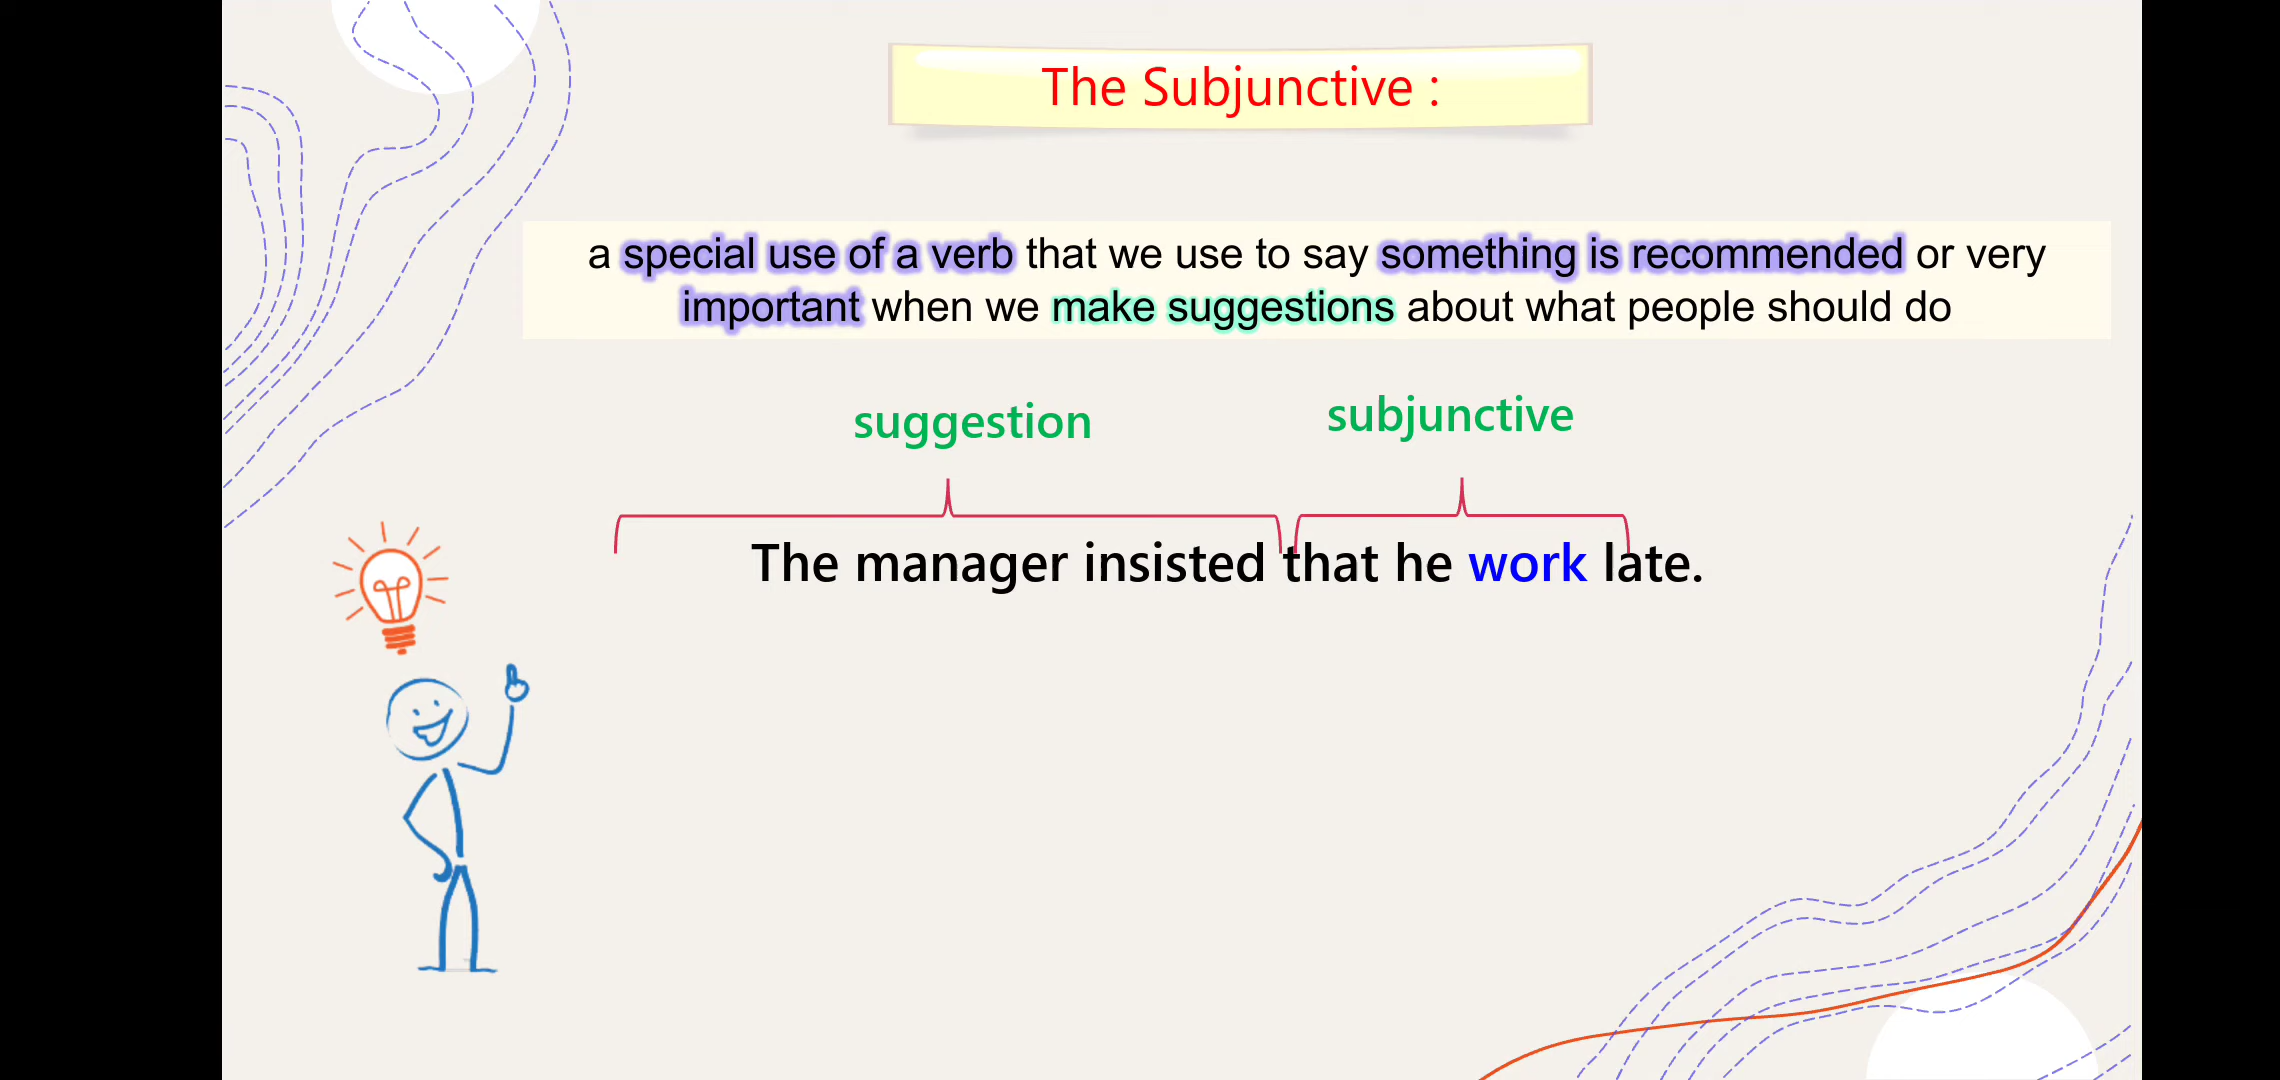 The Subjunctive :
a special use of a verb that we use to say something is recommended or very
important when we make suggestions about what people should do
suggestion
subjunctive
The manager insisted that he work late.